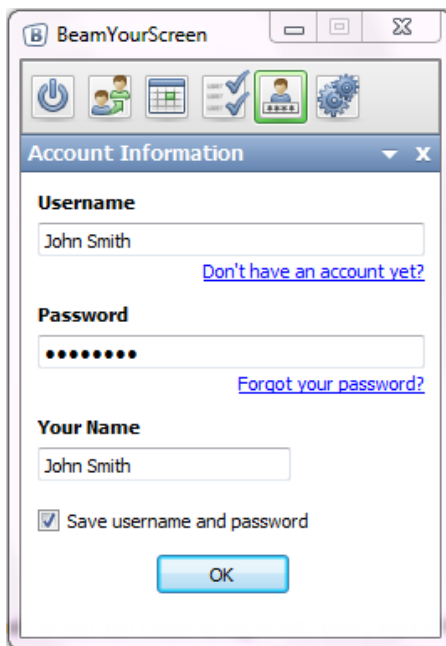 BeamYourScreen
Account Information
Username
John Smith
Don't have an account yet?
Password
••••••••
Forgot your password?
Your Name
John Smith
Save username and password
OK